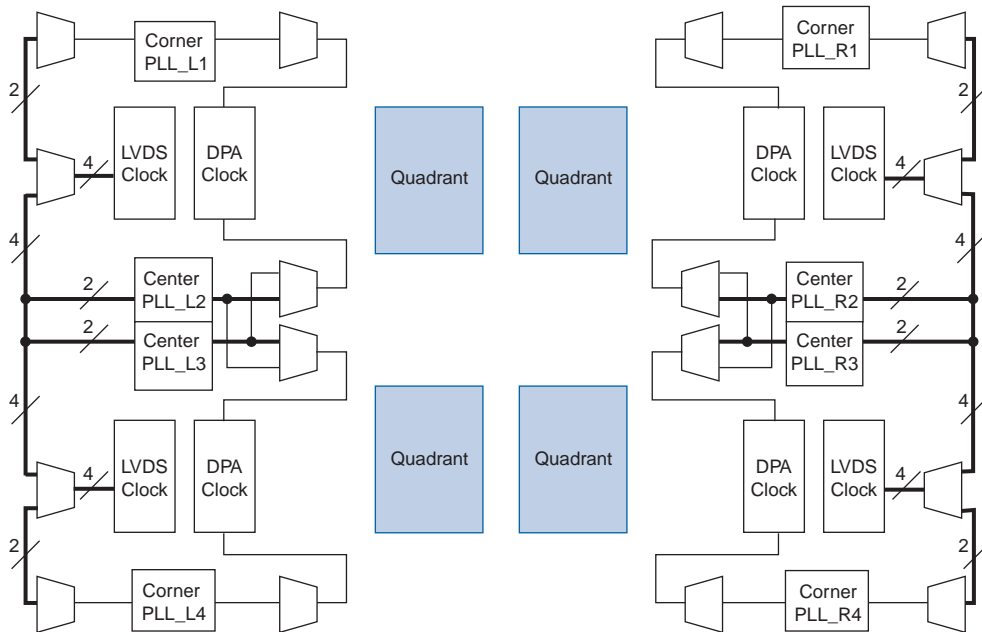 Corner
PLL_L1
Corner
PLL_R1
2
2
4
LVDS
Clock
DPA
Clock
Quadrant
Quadrant
DPA
Clock
LVDS
Clock
4
4
4
2
Center
PLL_L2
Center
PLL_R2
2
2
Center
PLL_L3
Center
PLL_R3
2
4
4
4
LVDS
Clock
DPA
Clock
Quadrant
Quadrant
DPA
Clock
LVDS
Clock
4
2
2
Corner
PLL_L4
Corner
PLL_R4